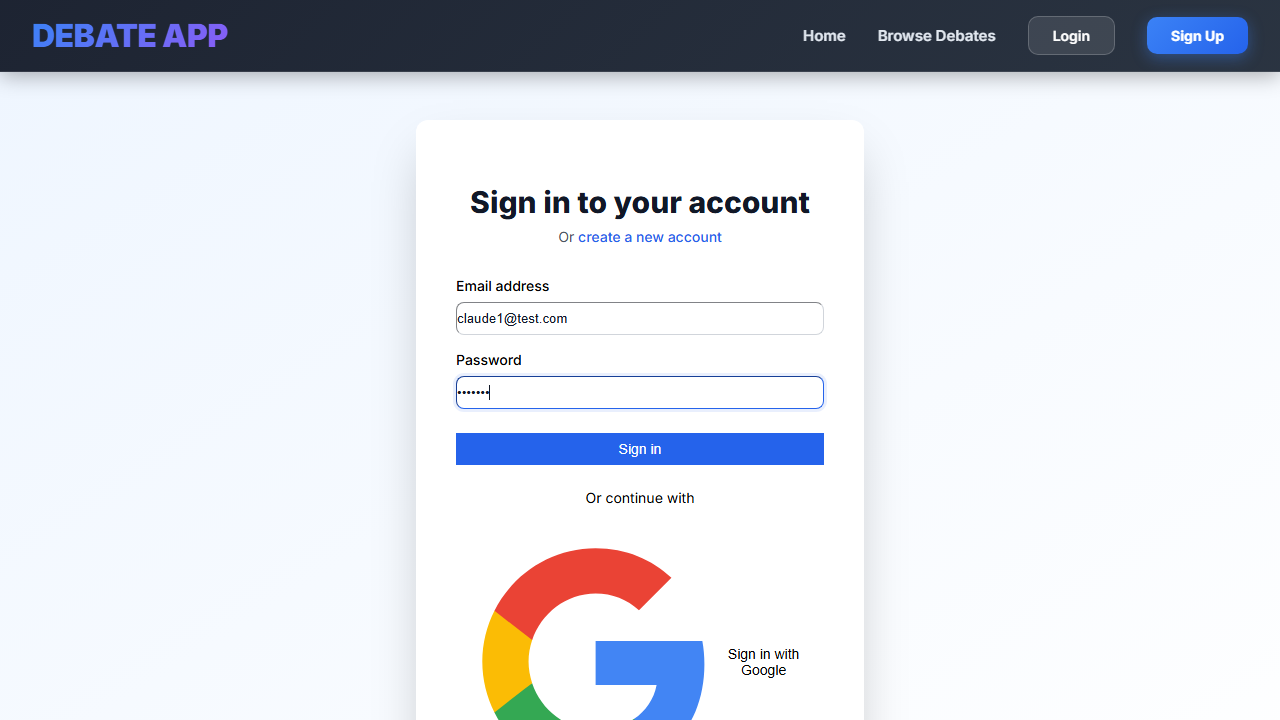 DEBATE APP
Home
Browse Debates
Login
Sign Up
Sign in to your account
Or create a new account
Email address
claude1@test.com
Password
•••••••
Sign in
Or continue with
Sign in with
Google